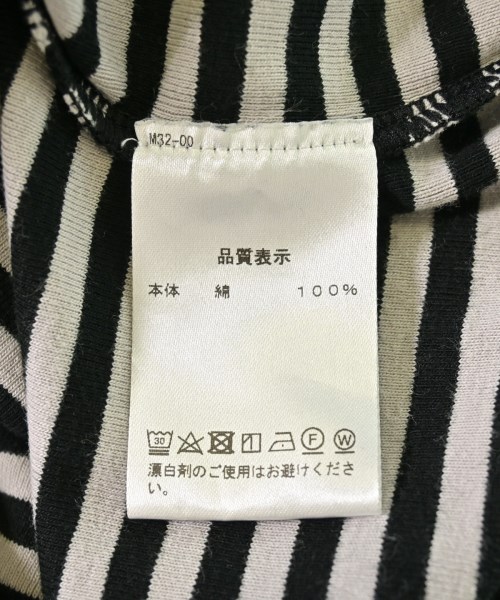 M32-00
品質表示
本体 綿 100%
30 F W
漂白剤のご使用はお避けくださ
い。